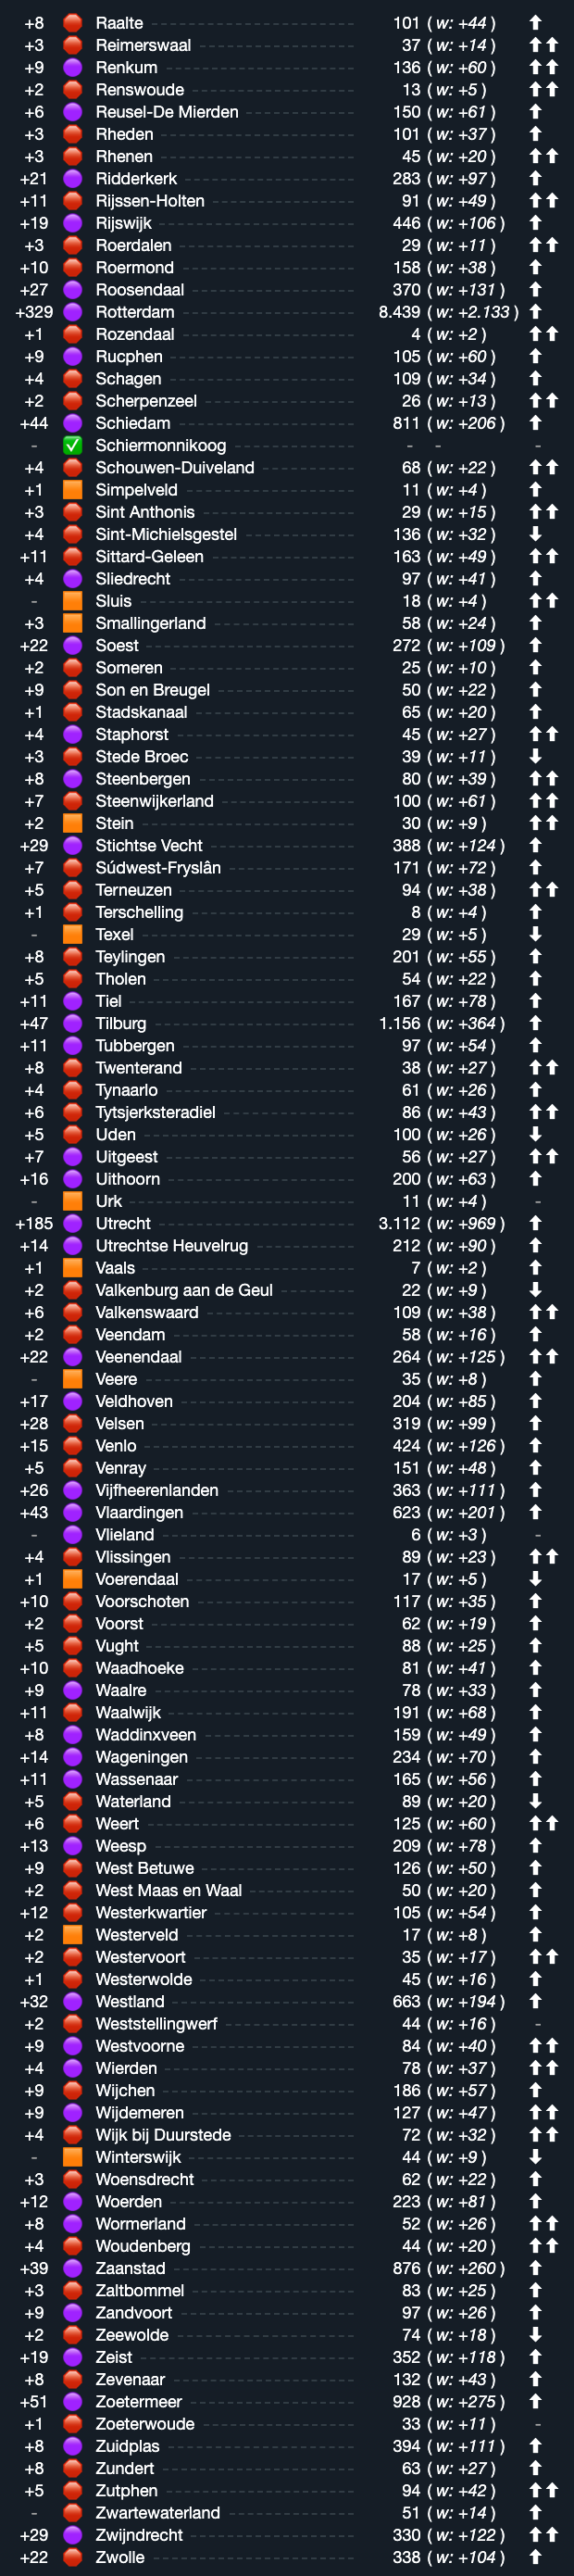 +8 Raalte 101 ( w: +44 )
+3 Reimerswaal 37 ( w: +14 )
+9 Renkum 136 ( w: +60 )
+2 Renswoude 13 ( w: +5 )
+6 Reusel-De Mierden 150 ( w: +61 )
+3 Rheden 101 ( w: +37 )
+3 Rhenen 45 ( w: +20 )
+21 Ridderkerk 283 ( w: +97 )
+11 Rijssen-Holten 91 ( w: +49 )
+19 Rijswijk 446 ( w: +106 )
+3 Roerdalen 29 ( w: +11 )
+10 Roermond 158 ( w: +38 )
+27 Roosendaal 370 ( w: +131 )
+329 Rotterdam 8.439 ( w: +2.133 )
+1 Rozendaal 4 ( w: +2 )
+9 Rucphen 105 ( w: +60 )
+4 Schagen 109 ( w: +34 )
+2 Scherpenzeel 26 ( w: +13 )
+44 Schiedam 811 ( w: +206 )
- Schiermonnikoog - - -
+4 Schouwen-Duiveland 68 ( w: +22 )
+1 Simpelveld 11 ( w: +4 )
+3 Sint Anthonis 29 ( w: +15 )
+4 Sint-Michielsgestel 136 ( w: +32 )
+11 Sittard-Geleen 163 ( w: +49 )
+4 Sliedrecht 97 ( w: +41 )
- Sluis 18 ( w: +4 )
+3 Smallingerland 58 ( w: +24 )
+22 Soest 272 ( w: +109 )
+2 Someren 25 ( w: +10 )
+9 Son en Breugel 50 ( w: +22 )
+1 Stadskanaal 65 ( w: +20 )
+4 Staphorst 45 ( w: +27 )
+3 Stede Broec 39 ( w: +11 )
+8 Steenbergen 80 ( w: +39 )
+7 Steenwijkerland 100 ( w: +61 )
+2 Stein 30 ( w: +9 )
+29 Stichtse Vecht 388 ( w: +124 )
+7 Súdwest-Fryslân 171 ( w: +72 )
+5 Terneuzen 94 ( w: +38 )
+1 Terschelling 8 ( w: +4 )
- Texel 29 ( w: +5 )
+8 Teylingen 201 ( w: +55 )
+5 Tholen 54 ( w: +22 )
+11 Tiel 167 ( w: +78 )
+47 Tilburg 1.156 ( w: +364 )
+11 Tubbergen 97 ( w: +54 )
+8 Twenterand 38 ( w: +27 )
+4 Tynaarlo 61 ( w: +26 )
+6 Tytsjerksteradiel 86 ( w: +43 )
+5 Uden 100 ( w: +26 )
+7 Uitgeest 56 ( w: +27 )
+16 Uithoorn 200 ( w: +63 )
- Urk 11 ( w: +4 ) -
+185 Utrecht 3.112 ( w: +969 )
+14 Utrechtse Heuvelrug 212 ( w: +90 )
+1 Vaals 7 ( w: +2 )
+2 Valkenburg aan de Geul 22 ( w: +9 )
+6 Valkenswaard 109 ( w: +38 )
+2 Veendam 58 ( w: +16 )
+22 Veenendaal 264 ( w: +125 )
- Veere 35 ( w: +8 )
+17 Veldhoven 204 ( w: +85 )
+28 Velsen 319 ( w: +99 )
+15 Venlo 424 ( w: +126 )
+5 Venray 151 ( w: +48 )
+26 Vijfheerenlanden 363 ( w: +111 )
+43 Vlaardingen 623 ( w: +201 )
- Vlieland 6 ( w: +3 ) -
+4 Vlissingen 89 ( w: +23 )
+1 Voerendaal 17 ( w: +5 )
+10 Voorschoten 117 ( w: +35 )
+2 Voorst 62 ( w: +19 )
+5 Vught 88 ( w: +25 )
+10 Waadhoeke 81 ( w: +41 )
+9 Waalre 78 ( w: +33 )
+11 Waalwijk 191 ( w: +68 )
+8 Waddinxveen 159 ( w: +49 )
+14 Wageningen 234 ( w: +70 )
+11 Wassenaar 165 ( w: +56 )
+5 Waterland 89 ( w: +20 )
+6 Weert 125 ( w: +60 )
+13 Weesp 209 ( w: +78 )
+9 West Betuwe 126 ( w: +50 )
+2 West Maas en Waal 50 ( w: +20 )
+12 Westerkwartier 105 ( w: +54 )
+2 Westerveld 17 ( w: +8 )
+2 Westervoort 35 ( w: +17 )
+1 Westerwolde 45 ( w: +16 )
+32 Westland 663 ( w: +194 )
+2 Weststellingwerf 44 ( w: +16 ) -
+9 Westvoorne 84 ( w: +40 )
+4 Wierden 78 ( w: +37 )
+9 Wijchen 186 ( w: +57 )
+9 Wijdemeren 127 ( w: +47 )
+4 Wijk bij Duurstede 72 ( w: +32 )
- Winterswijk 44 ( w: +9 )
+3 Woensdrecht 62 ( w: +22 )
+12 Woerden 223 ( w: +81 )
+8 Wormerland 52 ( w: +26 )
+4 Woudenberg 44 ( w: +20 )
+39 Zaanstad 876 ( w: +260 )
+3 Zaltbommel 83 ( w: +25 )
+9 Zandvoort 97 ( w: +26 )
+2 Zeewolde 74 ( w: +18 )
+19 Zeist 352 ( w: +118 )
+8 Zevenaar 132 ( w: +43 )
+51 Zoetermeer 928 ( w: +275 )
+1 Zoeterwoude 33 ( w: +11 ) -
+8 Zuidplas 394 ( w: +111 )
+8 Zundert 63 ( w: +27 )
+5 Zutphen 94 ( w: +42 )
- Zwartewaterland 51 ( w: +14 )
+29 Zwijndrecht 330 ( w: +122 )
+22 Zwolle 338 ( w: +104 )